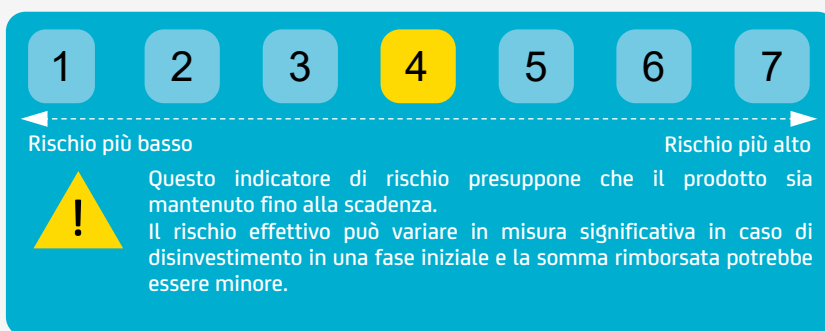 1 2 3 4 5 6 7
Rischio più basso Rischio più alto
!
Questo indicatore di rischio presuppone che il prodotto sia
mantenuto fino alla scadenza.
Il rischio effettivo può variare in misura significativa in caso di
disinvestimento in una fase iniziale e la somma rimborsata potrebbe
essere minore.